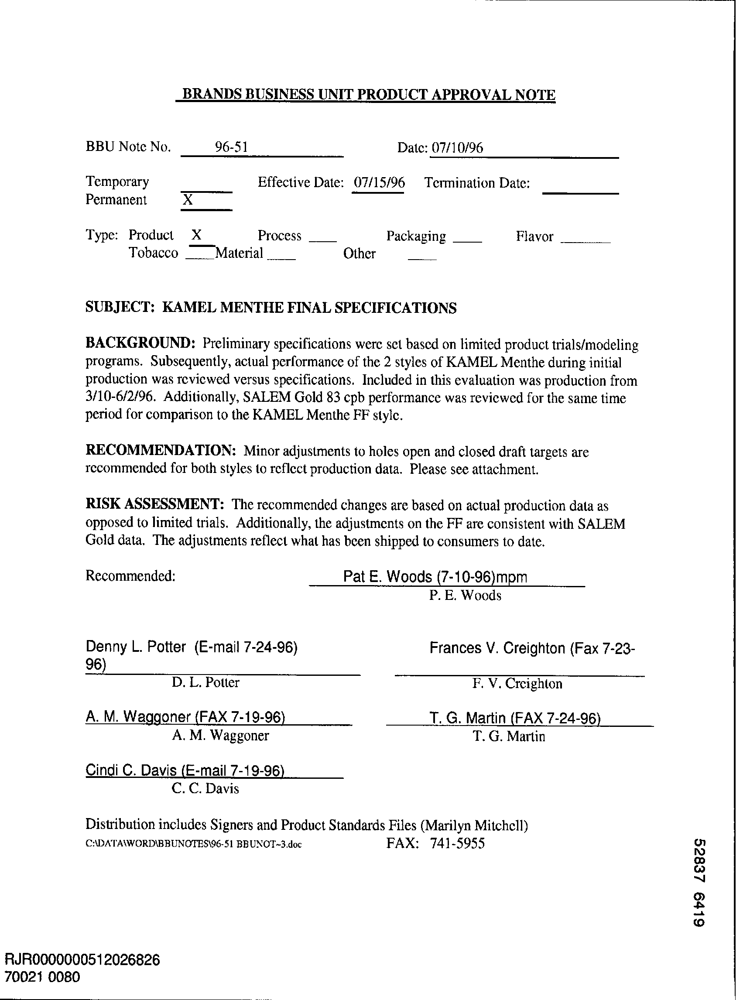 BRANDS BUSINESS UNIT PRODUCT APPROVAL NOTE
BBU Note No. 96-51 Date: 07/10/96
Temporary Effective Date: 07/15/96 Termination Date:
Permanent X
Type: Product X Process Packaging Flavor
Tobacco Material Other
SUBJECT: KAMEL MENTHE FINAL SPECIFICATIONS
BACKGROUND: Preliminary specifications were set based on limited product trials/modeling
programs. Subsequently, actual performance of the 2 styles of KAMEL Menthe during initial
production was reviewed versus specifications. Included in this evaluation was production from
3/10-6/2/96. Additionally, SALEM Gold 83 cpb performance was reviewed for the same time
period for comparison to the KAMEL Menthe FF style.
RECOMMENDATION: Minor adjustments to holes open and closed draft targets are
recommended for both styles to reflect production data. Please see attachment.
RISK ASSESSMENT: The recommended changes are based on actual production data as
opposed to limited trials. Additionally, the adjustments on the FF are consistent with SALEM
Gold data. The adjustments reflect what has been shipped to consumers to date.
Recommended: Pat E. Woods (7-10-96)mpm
P. E. Woods
Denny L. Potter (E-mail 7-24-96) Frances V. Creighton (Fax 7-23-
96)
D. L. Potter F. V. Creighton
A. M. Waggoner (FAX 7-19-96) T. G. Martin (FAX 7-24-96)
A. M. Waggoner T. G. Martin
Cindi C. Davis (E-mail 7-19-96)
C. C. Davis
Distribution includes Signers and Product Standards Files (Marilyn Mitchell)
C:\DATA\WORD\BBUNOTES\96-51 BBUNOT~3.doc FAX: 741-5955
52837 6419
RJR0000000512026826
70021 0080